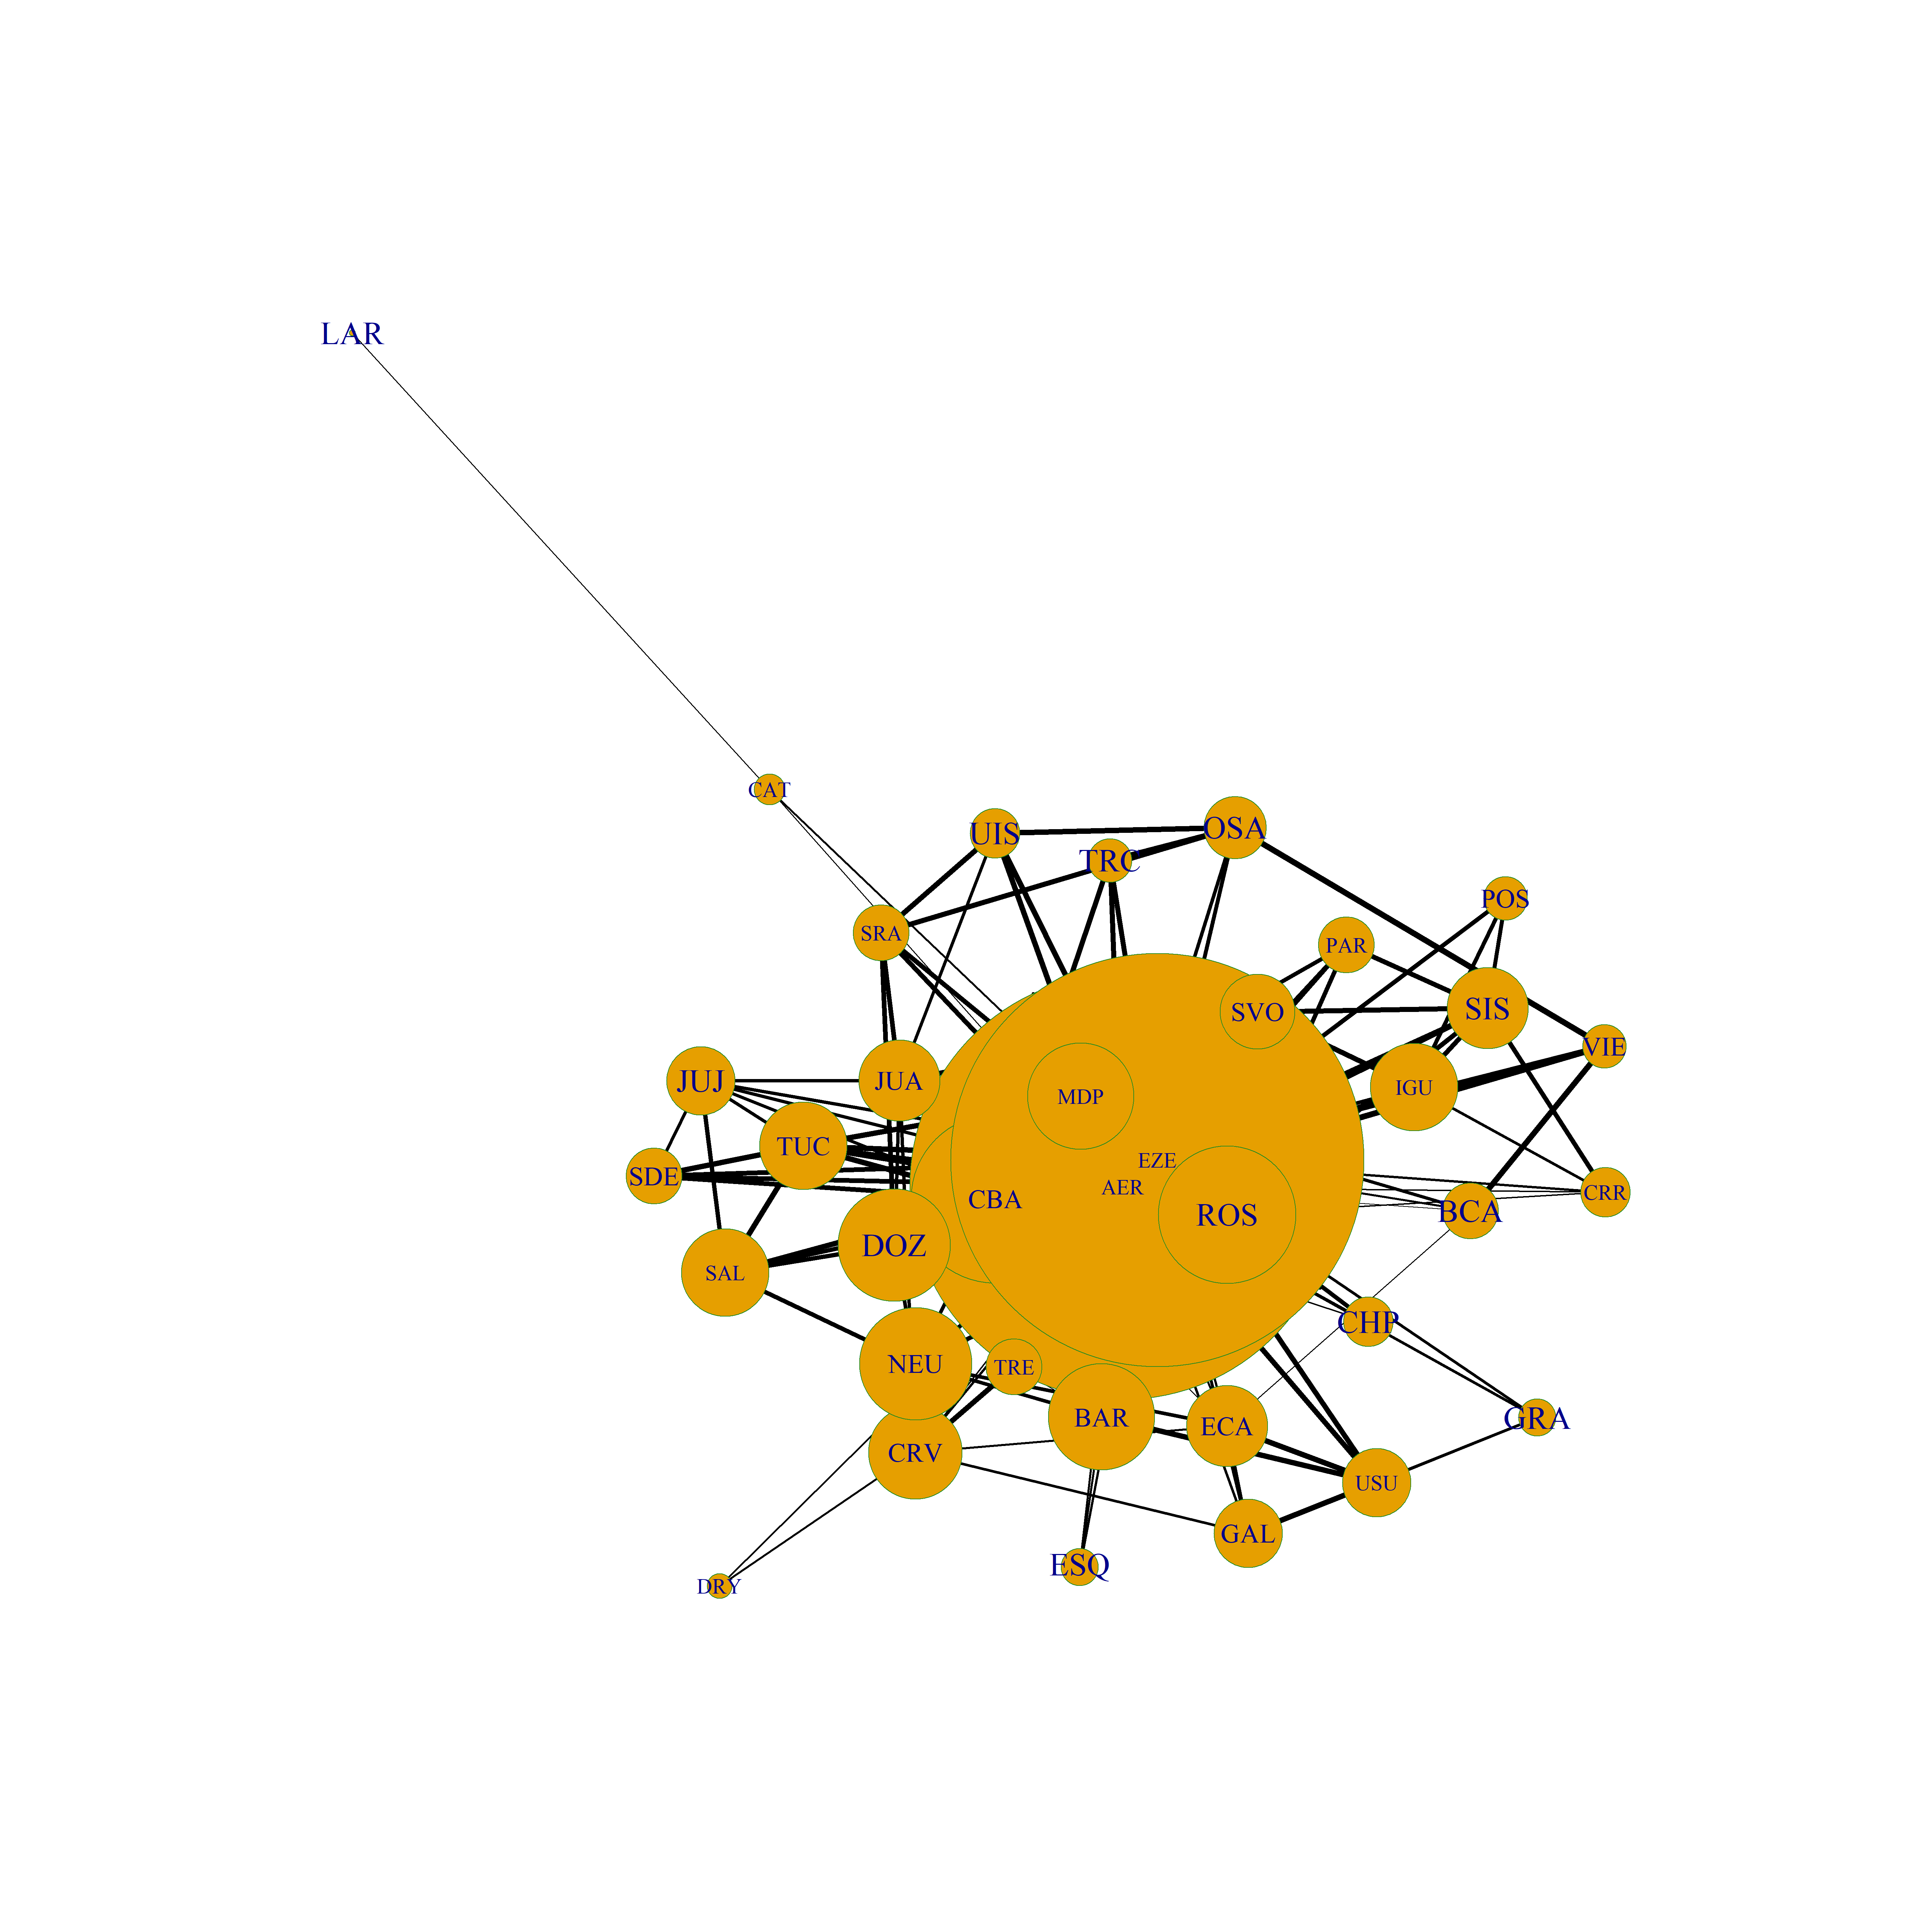 LAR
CAT
UIS
OSA
TRC
POS
SRA
PAR
SIS
SVO
VIE
JUJ
JUA
IGU
MDP
TUC
EZE
SDE
AER
CRR
CBA
ROS
BCA
DOZ
SAL
CHP
NEU
TRE
BAR
GRA
ECA
CRV
USU
GAL
ESQ
DRY